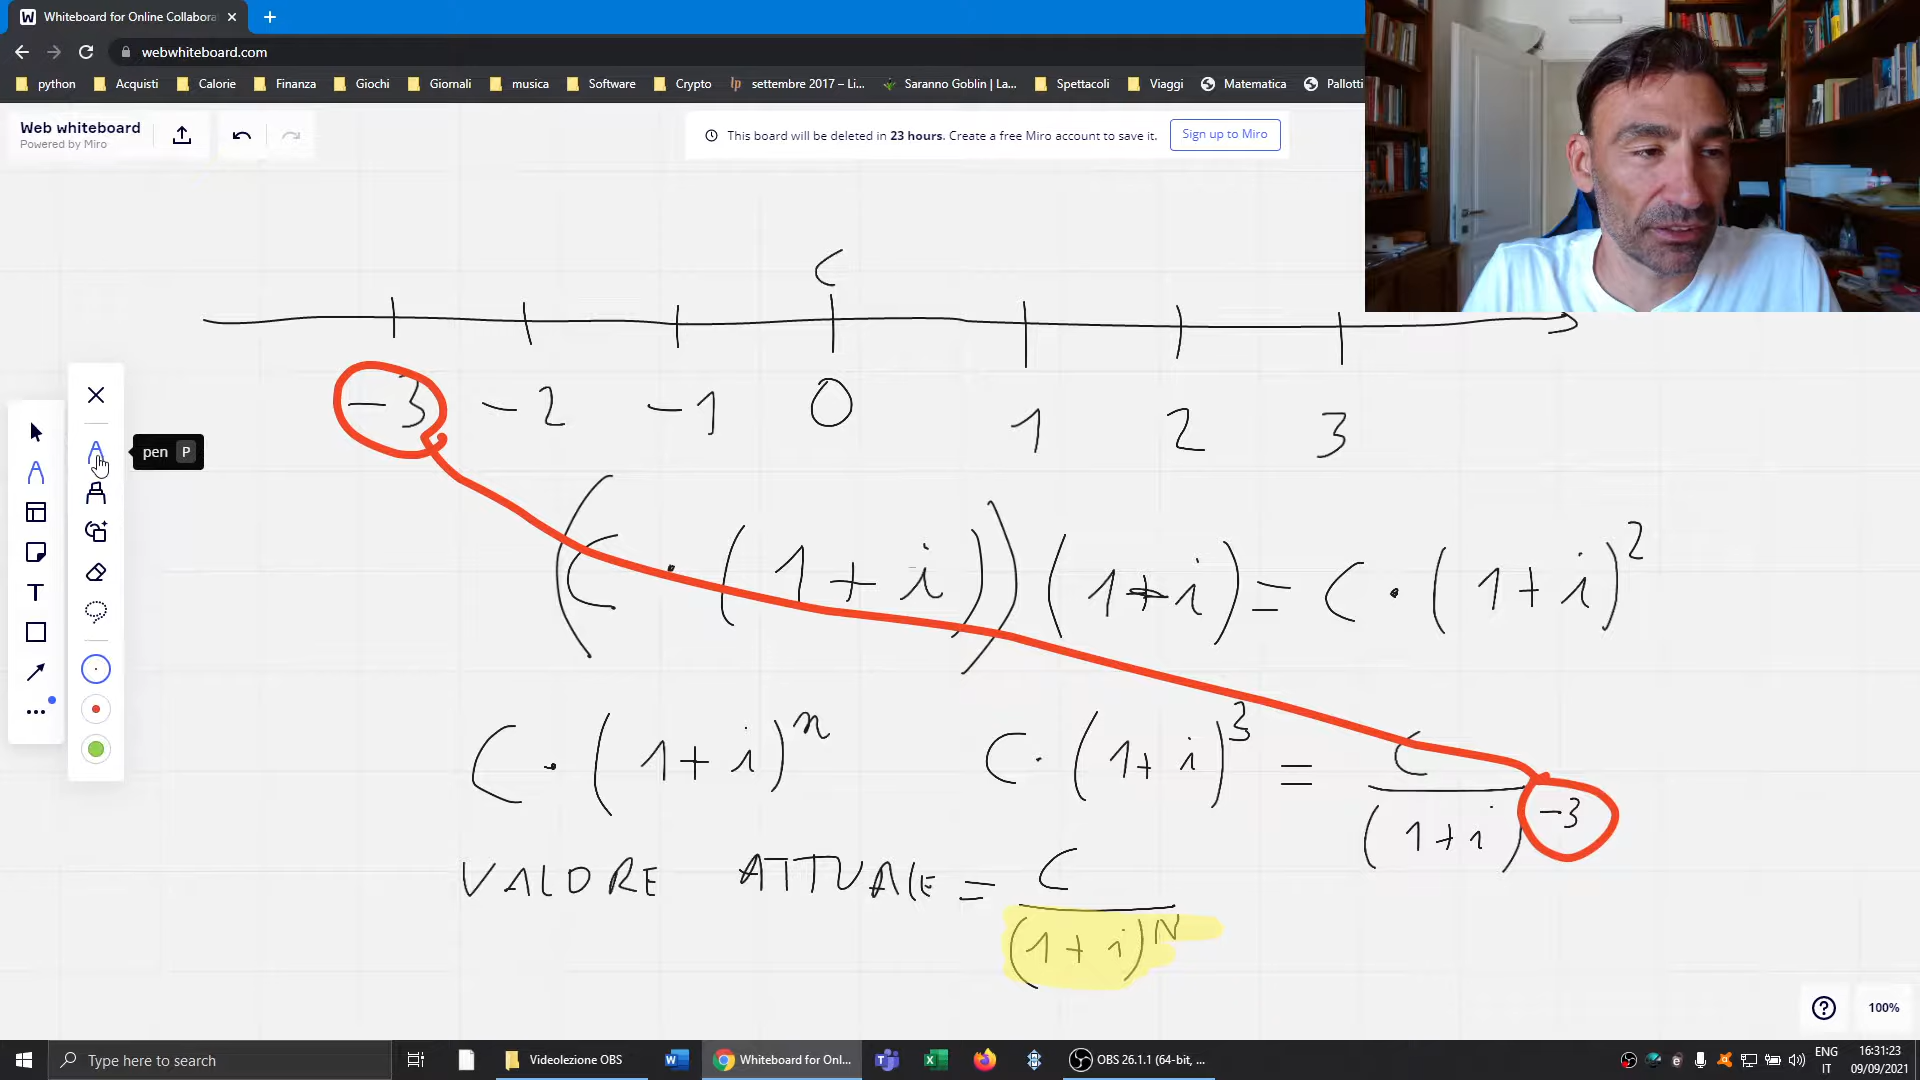 Whiteboard for Online Collabora
webwhiteboard.com
python Acquisti Calorie Finanza Giochi Giornali musica Software Crypto settembre 2017 – Li... Saranno Goblin | La... Spettacoli Viaggi Matematica Pallotti
Web whiteboard
Powered by Miro
This board will be deleted in 23 hours. Create a free Miro account to save it. Sign up to Miro
C
-3 -2 -1 0 1 2 3
pen P
(C · (1+i)) (1+i) = C · (1+i)^2
C · (1+i)^n C · (1+i)^3 = C / (1+i)^-3
VALORE ATTUALE = C / (1+i)^N
100%
Type here to search Videolezione OBS Whiteboard for Onl... OBS 26.1.1 (64-bit, ...
ENG
IT
16:31:23
09/09/2021